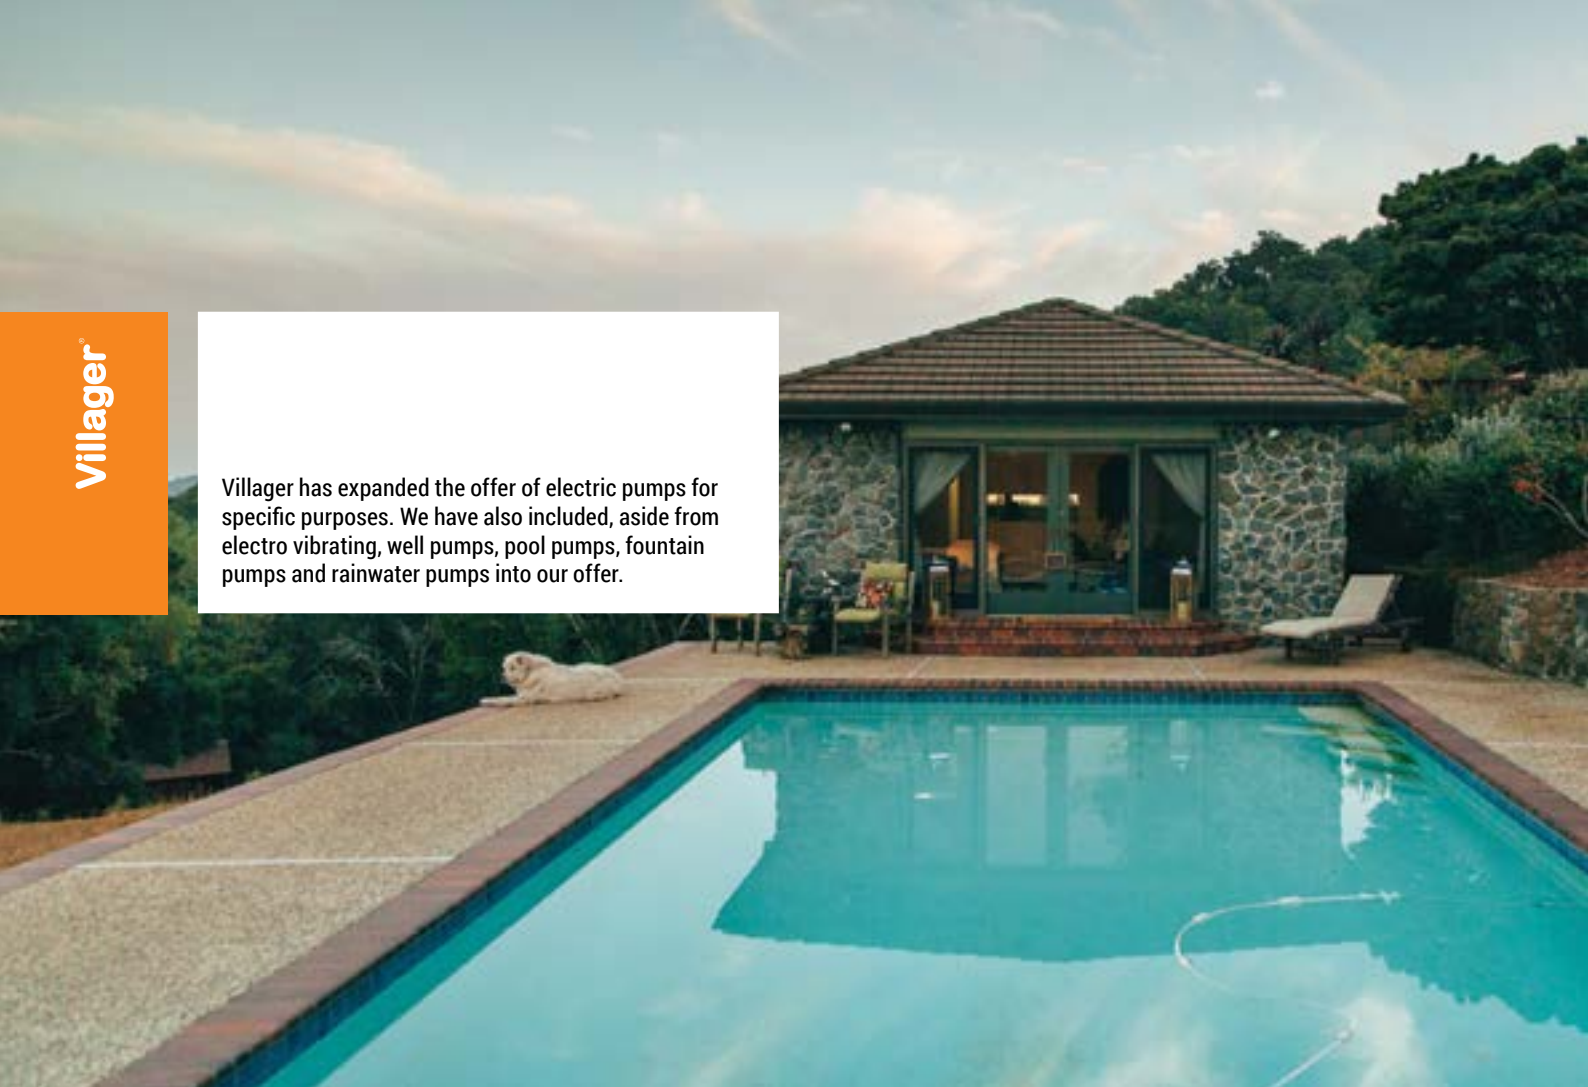 Villager®
Villager has expanded the offer of electric pumps for
specific purposes. We have also included, aside from
electro vibrating, well pumps, pool pumps, fountain
pumps and rainwater pumps into our offer.